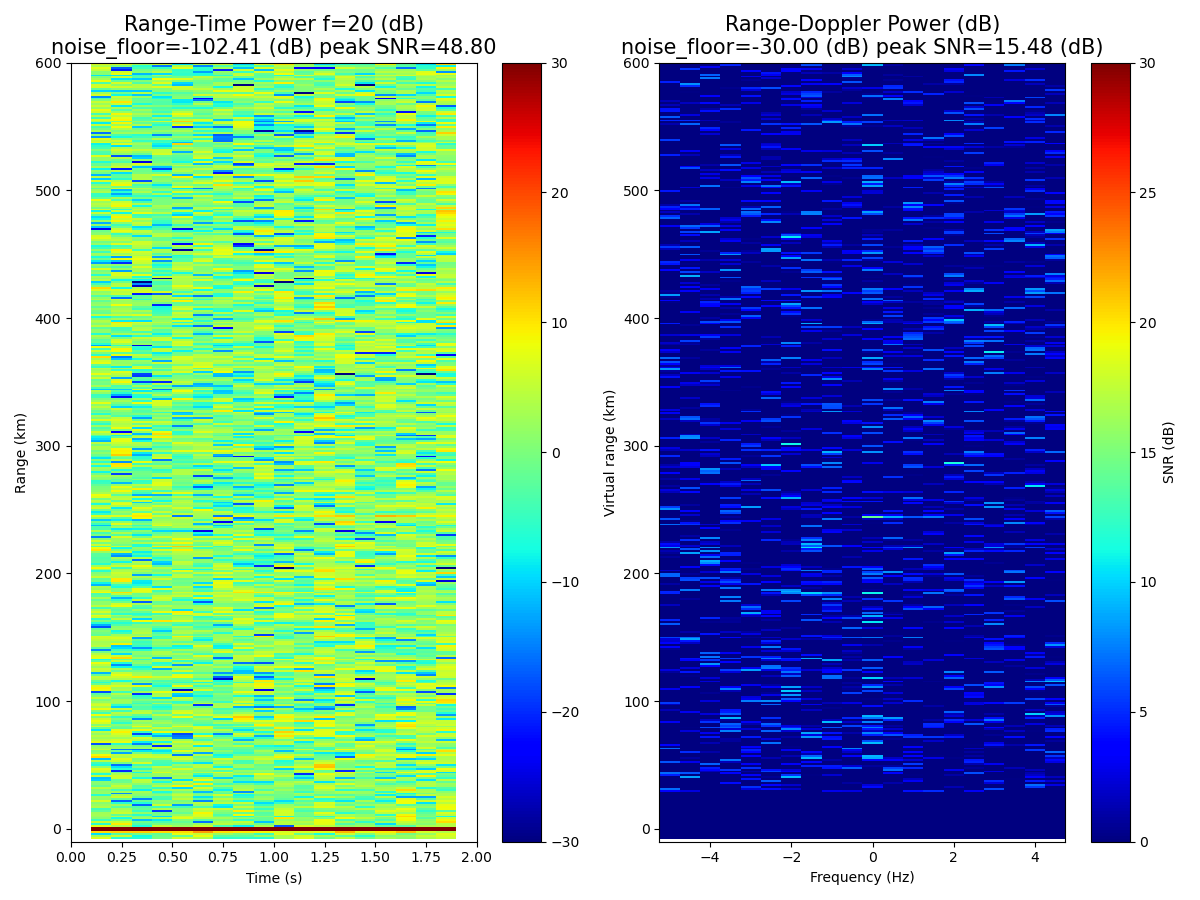 Range-Time Power f=20 (dB)
noise_floor=-102.41 (dB) peak SNR=48.80
Range-Doppler Power (dB)
noise_floor=-30.00 (dB) peak SNR=15.48 (dB)
600
500
400
300
200
100
0
Range (km)
0.00 0.25 0.50 0.75 1.00 1.25 1.50 1.75 2.00
Time (s)
30
20
10
0
−10
−20
−30
600
500
400
300
200
100
0
Virtual range (km)
−4 −2 0 2 4
Frequency (Hz)
30
25
20
15
10
5
0
SNR (dB)